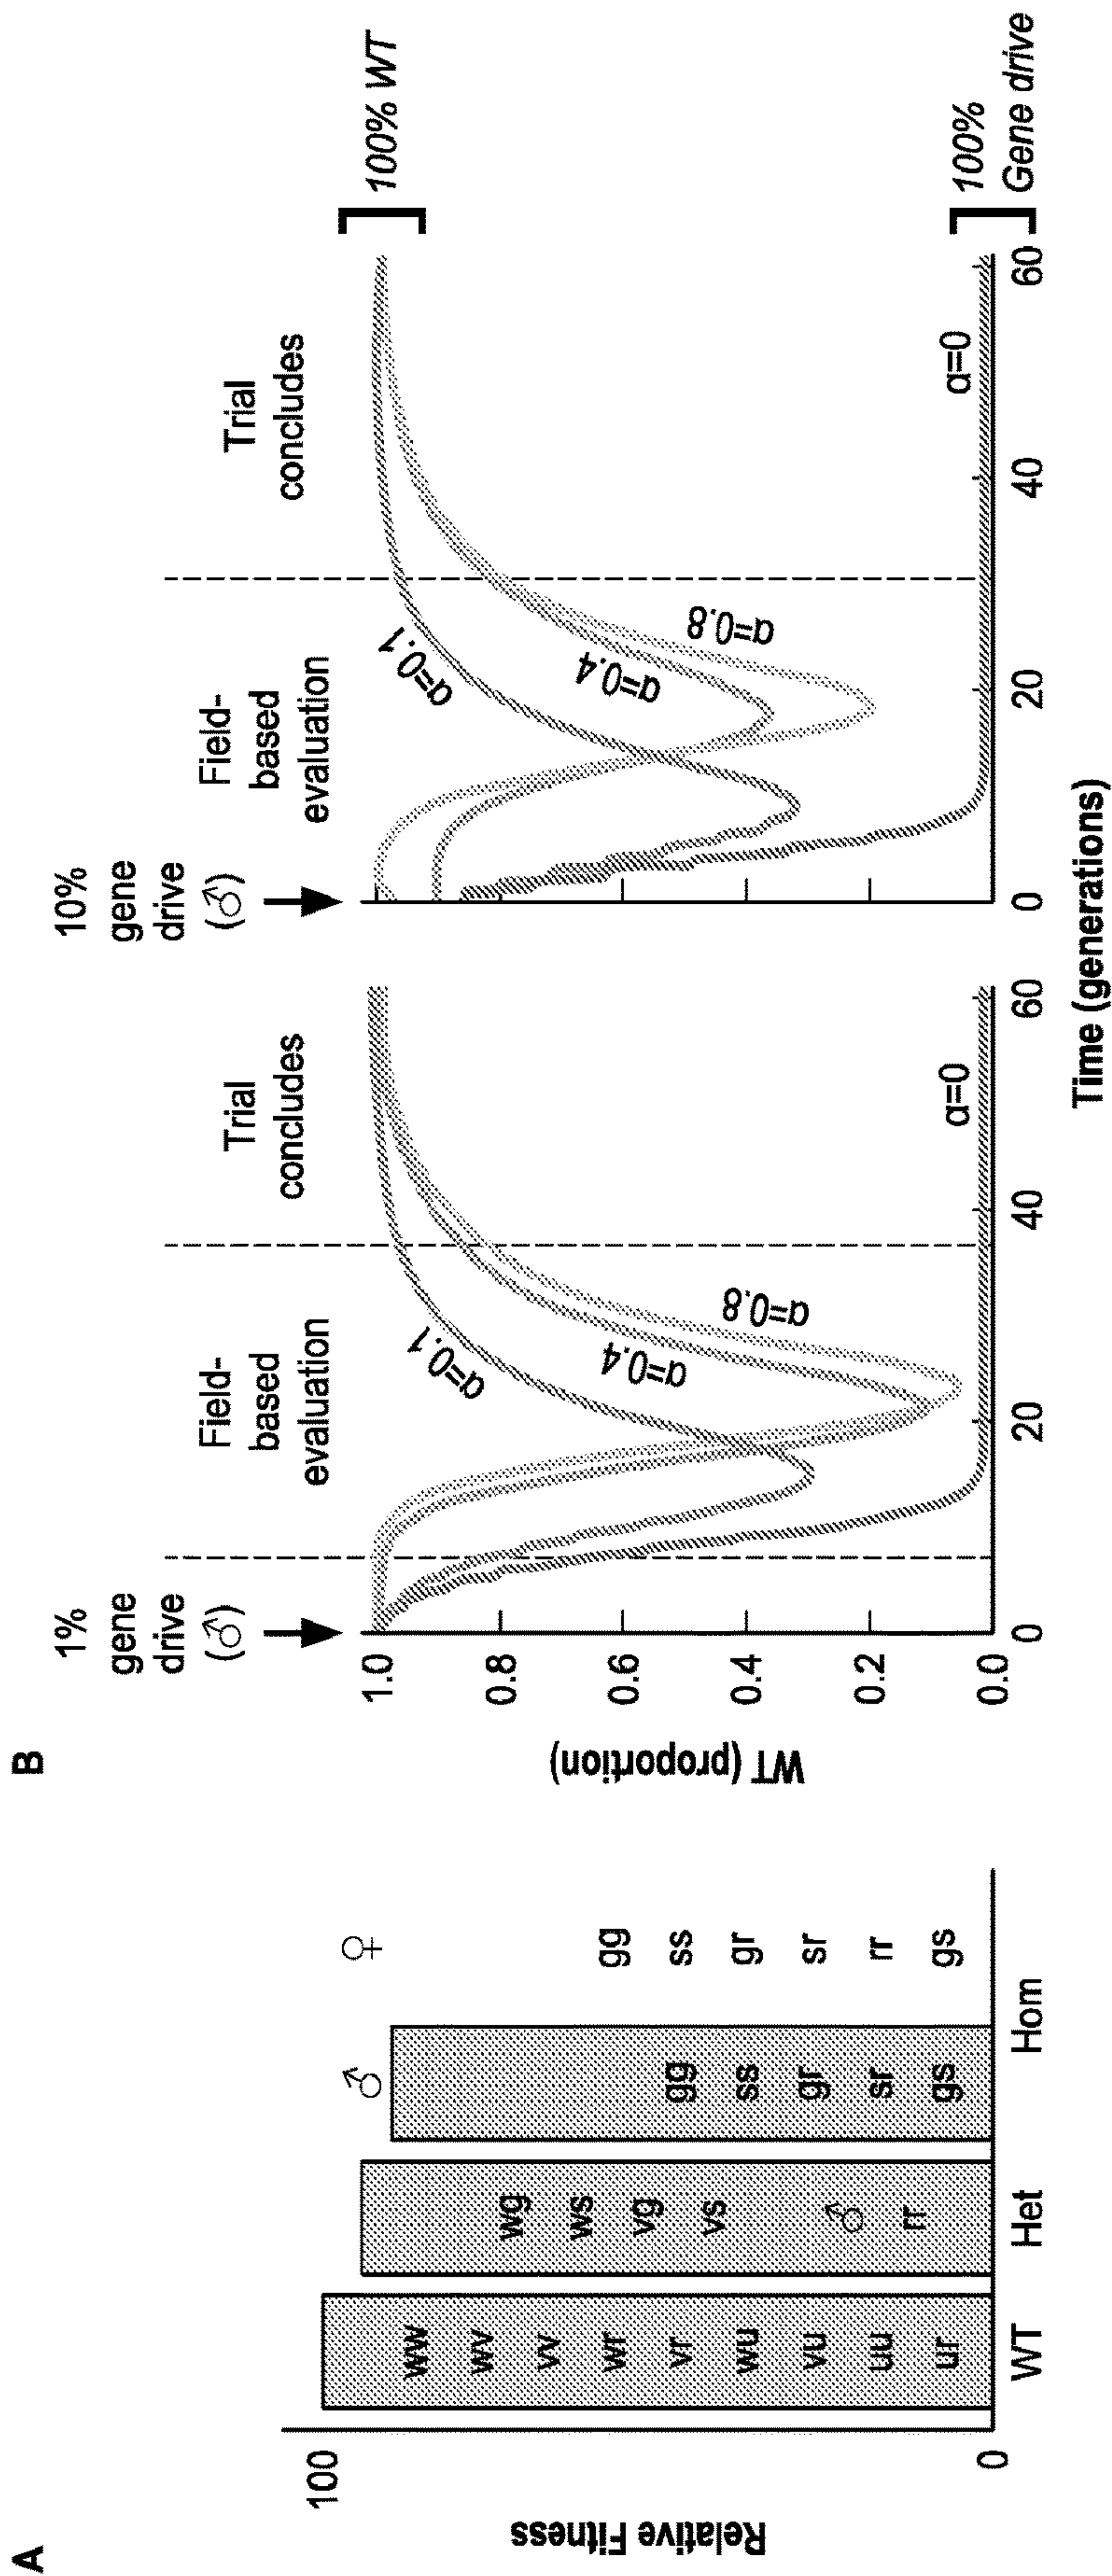 A
Relative Fitness
100
0
ww
wv
vv
wr
vr
wu
vu
uu
ur
WT
wg
ws
vg
vs
♂
rr
Het
♂
gg
ss
gr
sr
gs
♀
gg
ss
gr
sr
rr
gs
Hom
B
WT (proportion)
1.0
0.8
0.6
0.4
0.2
0.0
1%
gene
drive
(♂)
Field-
based
evaluation
Trial
concludes
α=0.1
α=0.4
α=0.8
α=0
0
20
40
60
10%
gene
drive
(♂)
Field-
based
evaluation
Trial
concludes
α=0.1
α=0.4
α=0.8
α=0
0
20
40
60
Time (generations)
] 100% WT
] 100%
Gene drive